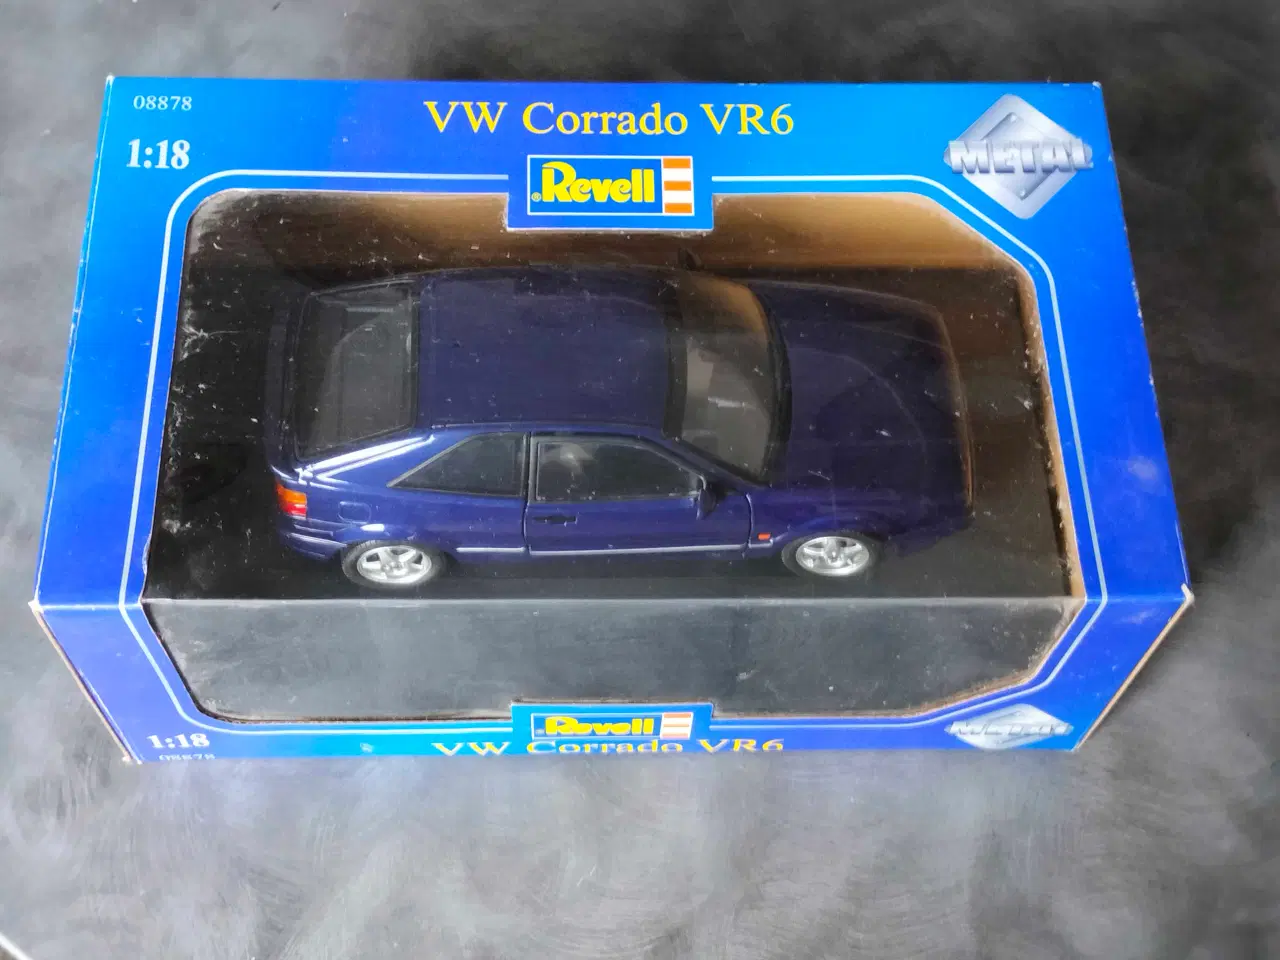 08878
VW Corrado VR6
1:18
METAL
®Revell
Revell
1:18
METAL
VW Corrado VR6
08878